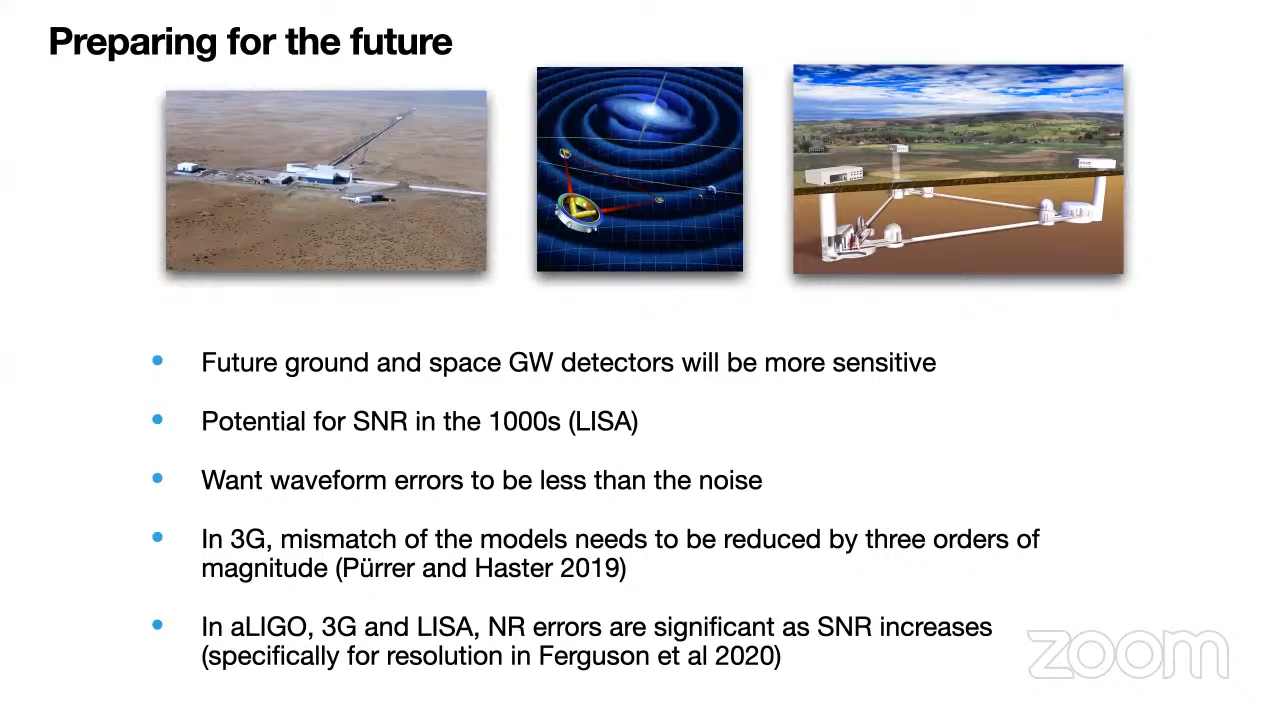 Preparing for the future
Future ground and space GW detectors will be more sensitive
Potential for SNR in the 1000s (LISA)
Want waveform errors to be less than the noise
In 3G, mismatch of the models needs to be reduced by three orders of
magnitude (Pürrer and Haster 2019)
In aLIGO, 3G and LISA, NR errors are significant as SNR increases
(specifically for resolution in Ferguson et al 2020)
zoom